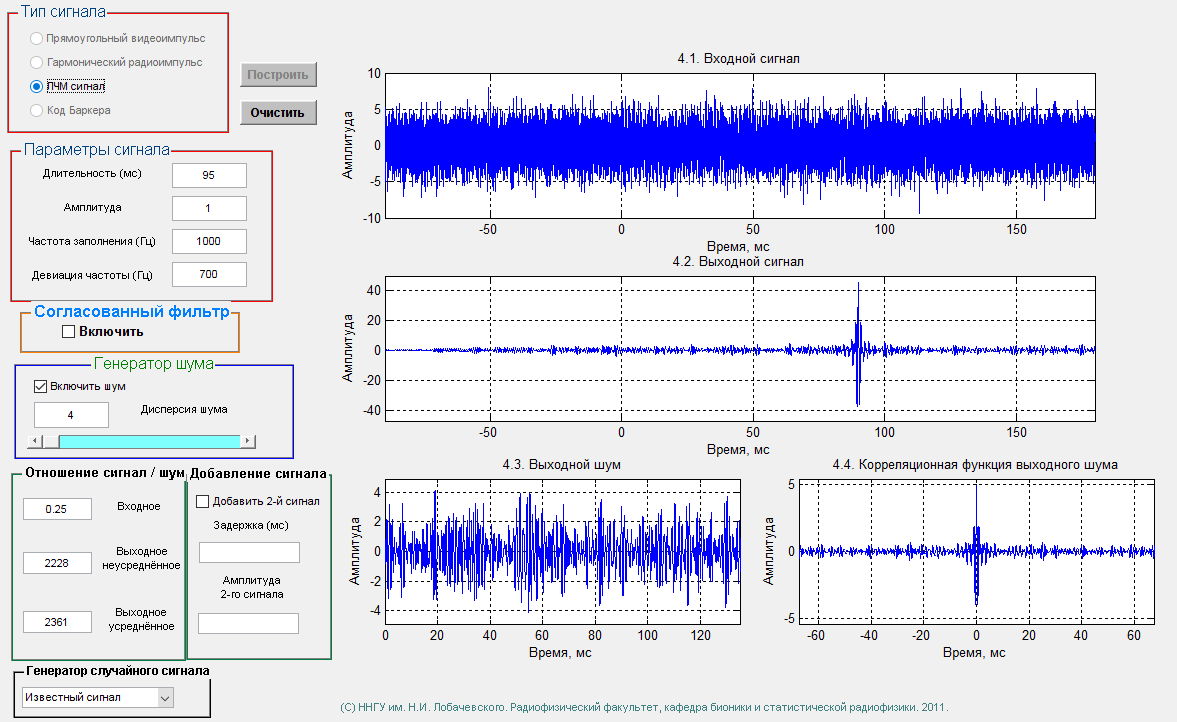 Тип сигнала
Прямоугольный видеоимпульс
Гармонический радиоимпульс
ЛЧМ сигнал
Код Баркера
Построить
Очистить
Параметры сигнала
Длительность (мс)
95
Амплитуда
1
Частота заполнения (Гц)
1000
Девиация частоты (Гц)
700
Согласованный фильтр
Включить
Генератор шума
Включить шум
4
Дисперсия шума
Отношение сигнал / шум
0.25
Входное
2228
Выходное
неусреднённое
2361
Выходное
усреднённое
Добавление сигнала
Добавить 2-й сигнал
Задержка (мс)
Амплитуда
2-го сигнала
Генератор случайного сигнала
Известный сигнал
4.1. Входной сигнал
Амплитуда
10
5
0
-5
-10
-50
0
50
100
150
Время, мс
4.2. Выходной сигнал
Амплитуда
40
20
0
-20
-40
-50
0
50
100
150
Время, мс
4.3. Выходной шум
Амплитуда
4
2
0
-2
-4
0
20
40
60
80
100
120
Время, мс
4.4. Корреляционная функция выходного шума
Амплитуда
5
0
-5
-60
-40
-20
0
20
40
60
Время, мс
(С) ННГУ им. Н.И. Лобачевского. Радиофизический факультет, кафедра бионики и статистической радиофизики. 2011.